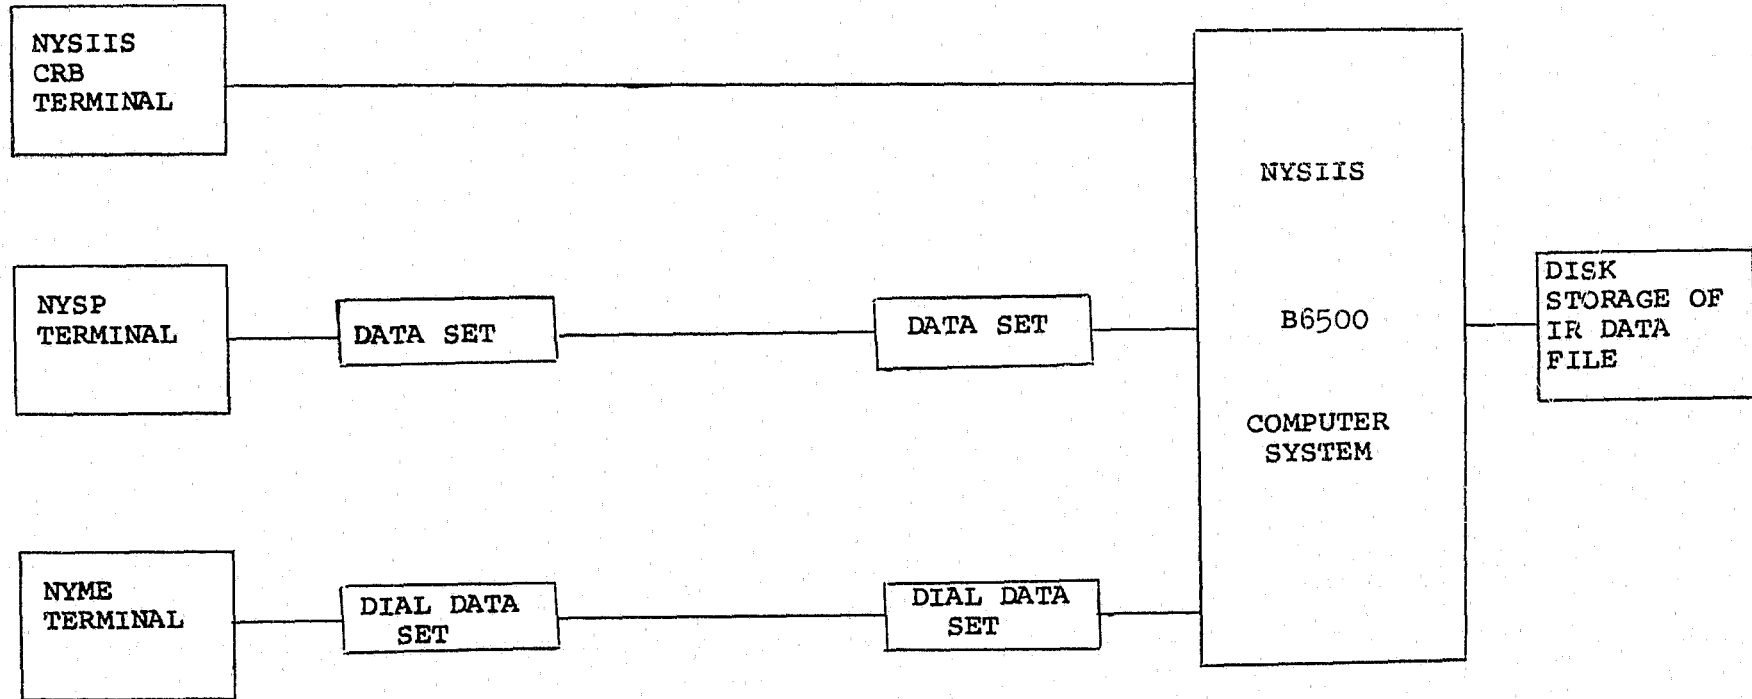 NYSIIS
CRB
TERMINAL
NYSIIS
NYSP
TERMINAL
DATA SET
DATA SET
B6500
DISK
STORAGE OF
IR DATA
FILE
COMPUTER
SYSTEM
NYME
TERMINAL
DIAL DATA
SET
DIAL DATA
SET